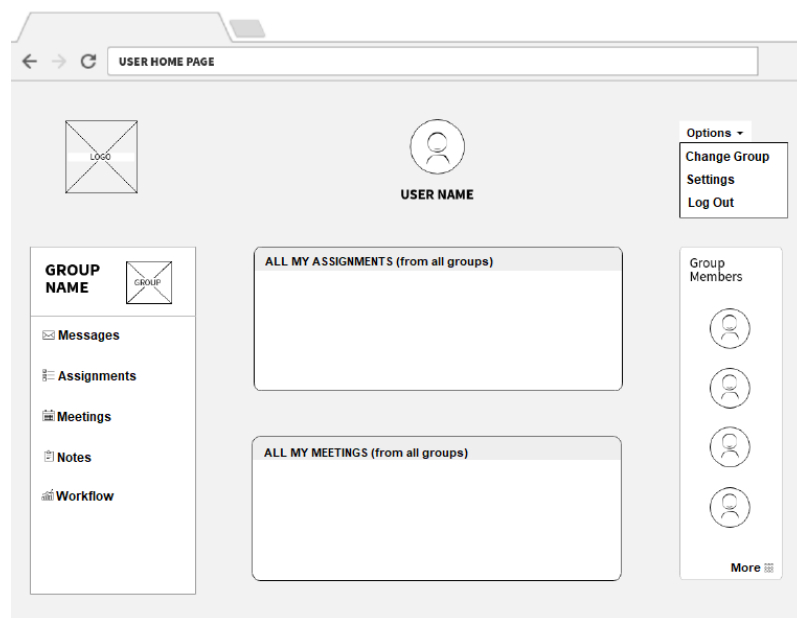 USER HOME PAGE
LOGO
USER NAME
Options
Change Group
Settings
Log Out
GROUP
NAME
GROUP
Messages
Assignments
Meetings
Notes
Workflow
ALL MY ASSIGNMENTS (from all groups)
ALL MY MEETINGS (from all groups)
Group
Members
More